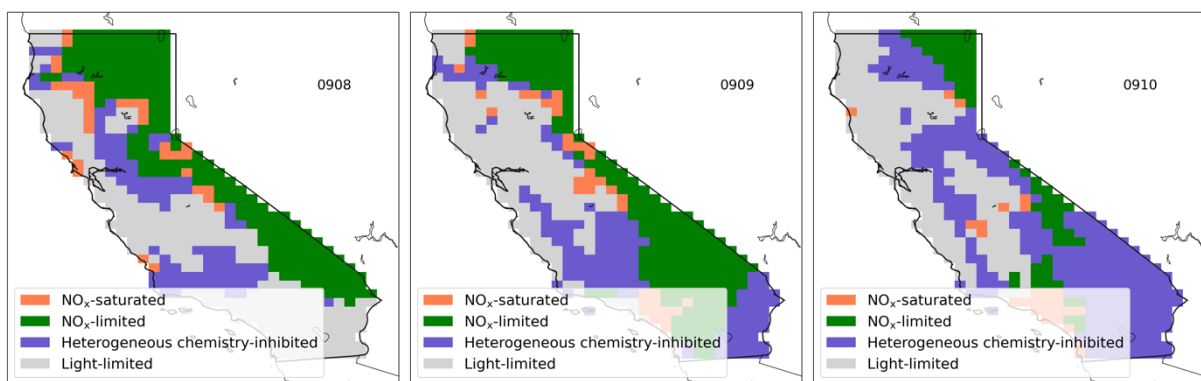 0908
NOₓ-saturated
NOₓ-limited
Heterogeneous chemistry-inhibited
Light-limited
0909
NOₓ-saturated
NOₓ-limited
Heterogeneous chemistry-inhibited
Light-limited
0910
NOₓ-saturated
NOₓ-limited
Heterogeneous chemistry-inhibited
Light-limited